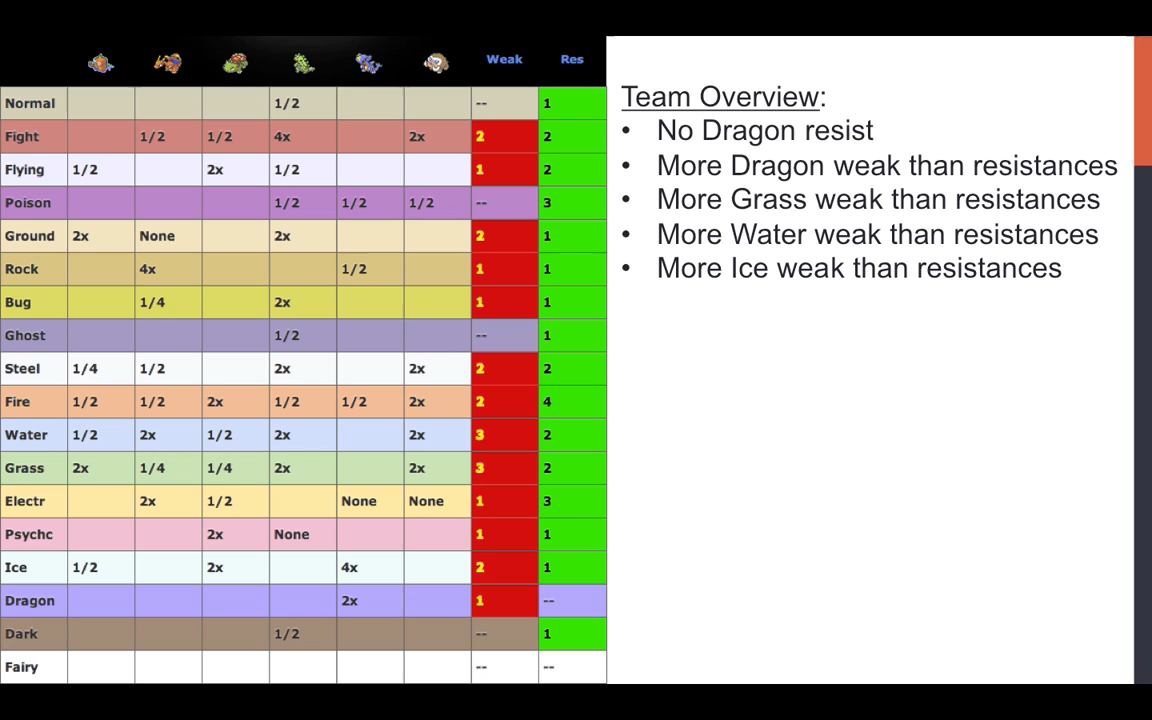 Weak Res
Normal 1/2 -- 1
Fight 1/2 1/2 4x 2x 2 2
Flying 1/2 2x 1/2 1 2
Poison 1/2 1/2 1/2 -- 3
Ground 2x None 2x 2 1
Rock 4x 1/2 1 1
Bug 1/4 2x 1 1
Ghost 1/2 -- 1
Steel 1/4 1/2 2x 2x 2 2
Fire 1/2 1/2 2x 1/2 1/2 2x 2 4
Water 1/2 2x 1/2 2x 2x 3 2
Grass 2x 1/4 1/4 2x 2x 3 2
Electr 2x 1/2 None None 1 3
Psychc 2x None 1 1
Ice 1/2 2x 4x 2 1
Dragon 2x 1 --
Dark 1/2 -- 1
Fairy -- --
Team Overview:
• No Dragon resist
• More Dragon weak than resistances
• More Grass weak than resistances
• More Water weak than resistances
• More Ice weak than resistances